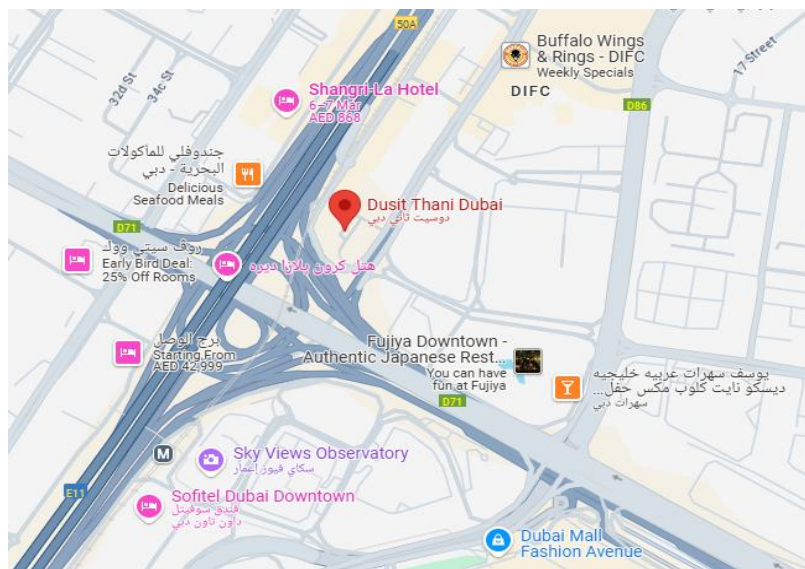 50A
Buffalo Wings
& Rings - DIFC
Weekly Specials
DIFC
17 Street
32d St
34c St
Shangri-La Hotel
6–7 Mar
AED 868
D86
جندوفلي للمأكولات
البحرية - دبي
Delicious
Seafood Meals
Dusit Thani Dubai
دوسيت ثاني دبي
D71
روڤ سيتي ووك
Early Bird Deal:
25% Off Rooms
هتل كرون بلازا ديره
برج الوصل
Starting From
AED 42,999
Fujiya Downtown -
Authentic Japanese Rest...
You can have
fun at Fujiya
يوسف سهرات عربيه خليجيه
ديسكو نايت كلوب مكس حفل...
سهرات دبي
D71
M
Sky Views Observatory
سكاي فيوز إعمار
E11
Sofitel Dubai Downtown
فندق سوفيتل
داون تاون دبي
Dubai Mall
Fashion Avenue